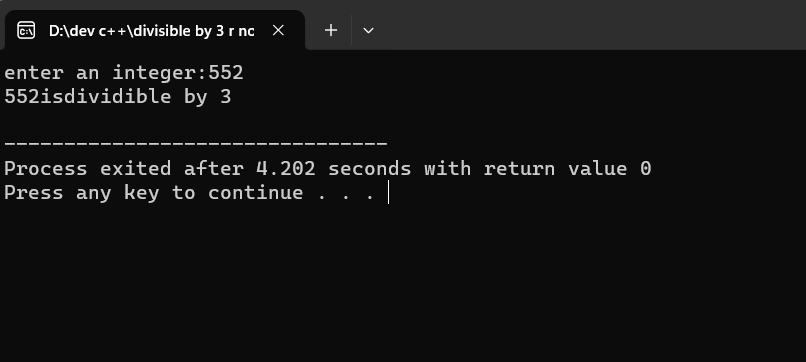 D:\dev c++\divisible by 3 r nc
enter an integer:552
552isdividible by 3
--------------------------------
Process exited after 4.202 seconds with return value 0
Press any key to continue . . .